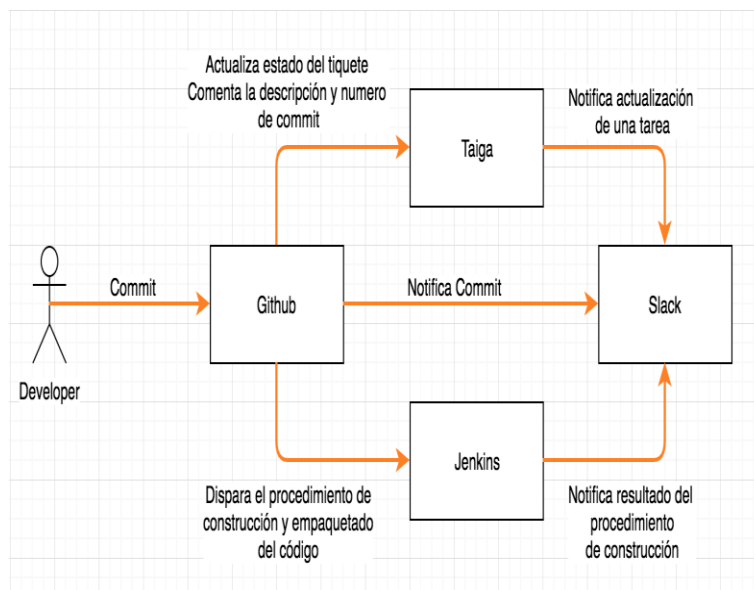 Actualiza estado del tiquete
Comenta la descripción y numero
de commit
Notifica actualización
de una tarea
Taiga
Commit
Github
Notifica Commit
Slack
Developer
Jenkins
Dispara el procedimiento de
construcción y empaquetado
del código
Notifica resultado del
procedimiento
de construcción